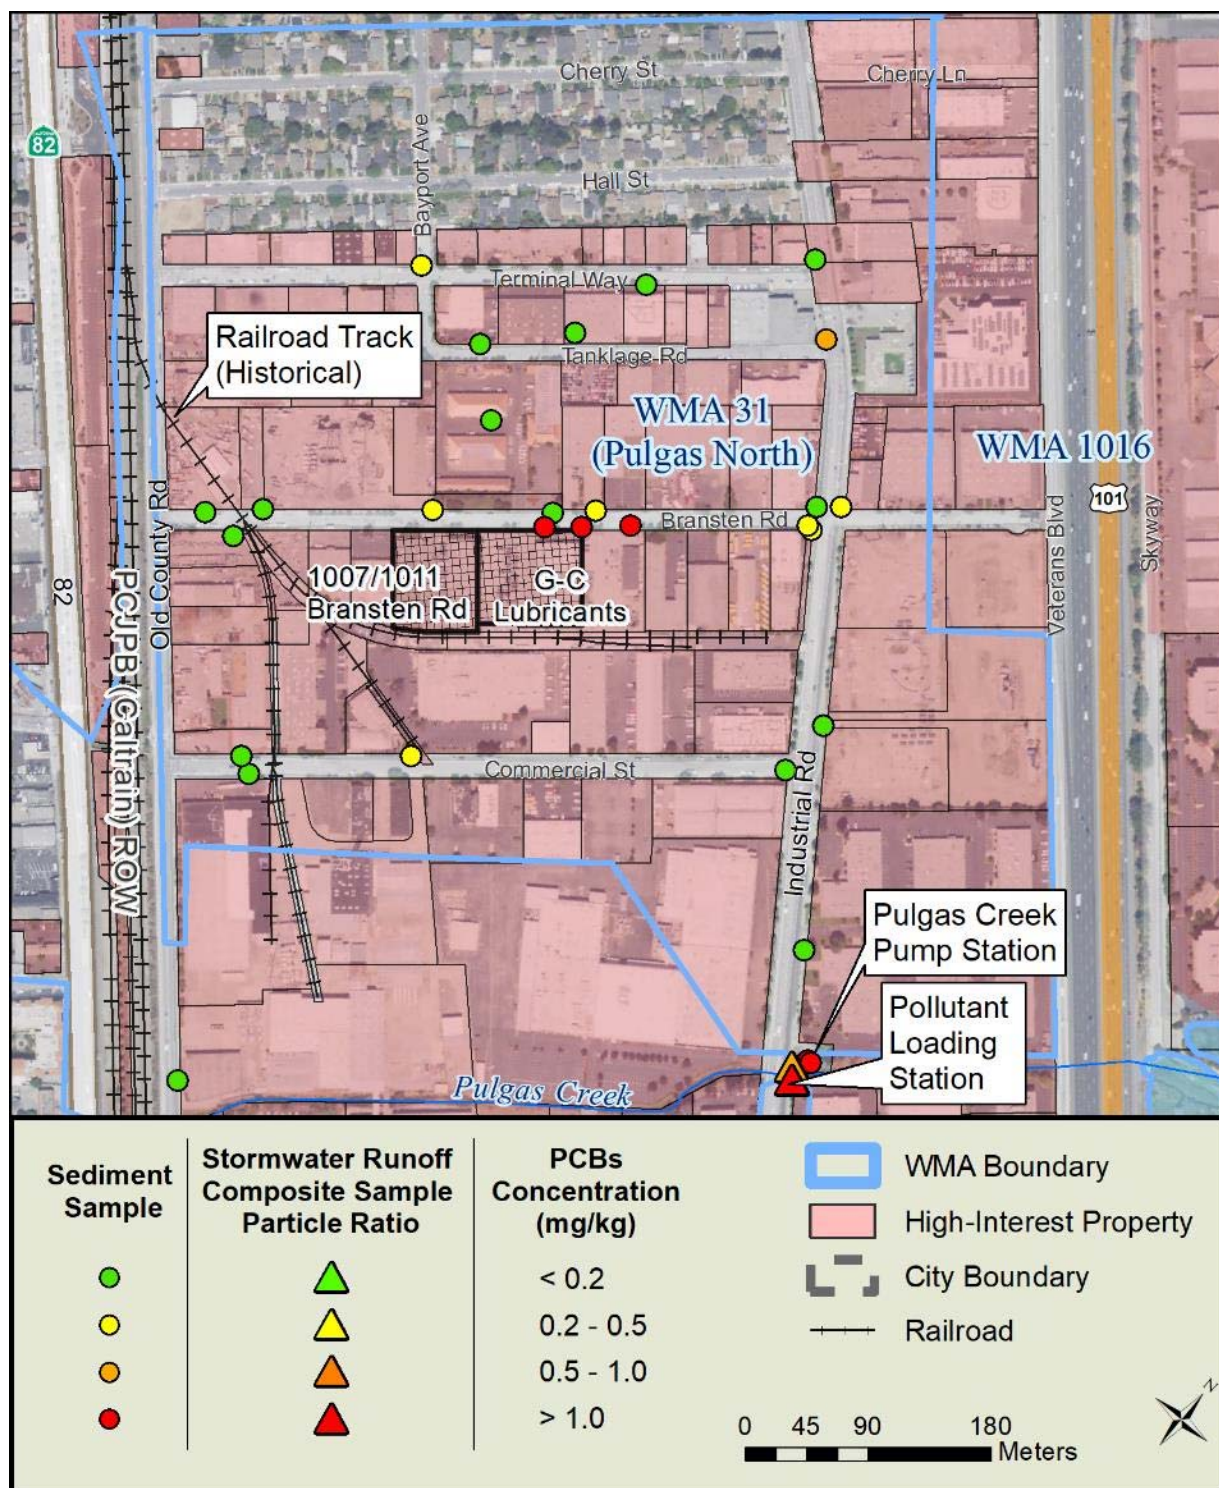 Cherry St
Cherry Ln
82
Bayport Ave
Hall St
Terminal Way
Railroad Track
(Historical)
Tanklage Rd
WMA 31
(Pulgas North)
WMA 1016
101
Old County Rd
Bransten Rd
Veterans Blvd
Skyway
82
PCJPB (Caltrain) ROW
1007/1011
Bransten Rd
G-C
Lubricants
Commercial St
Industrial Rd
Pulgas Creek
Pump Station
Pollutant
Loading
Station
Pulgas Creek
Sediment
Sample
Stormwater Runoff
Composite Sample
Particle Ratio
PCBs
Concentration
(mg/kg)
< 0.2
0.2 - 0.5
0.5 - 1.0
> 1.0
WMA Boundary
High-Interest Property
City Boundary
Railroad
N
0 45 90 180
Meters